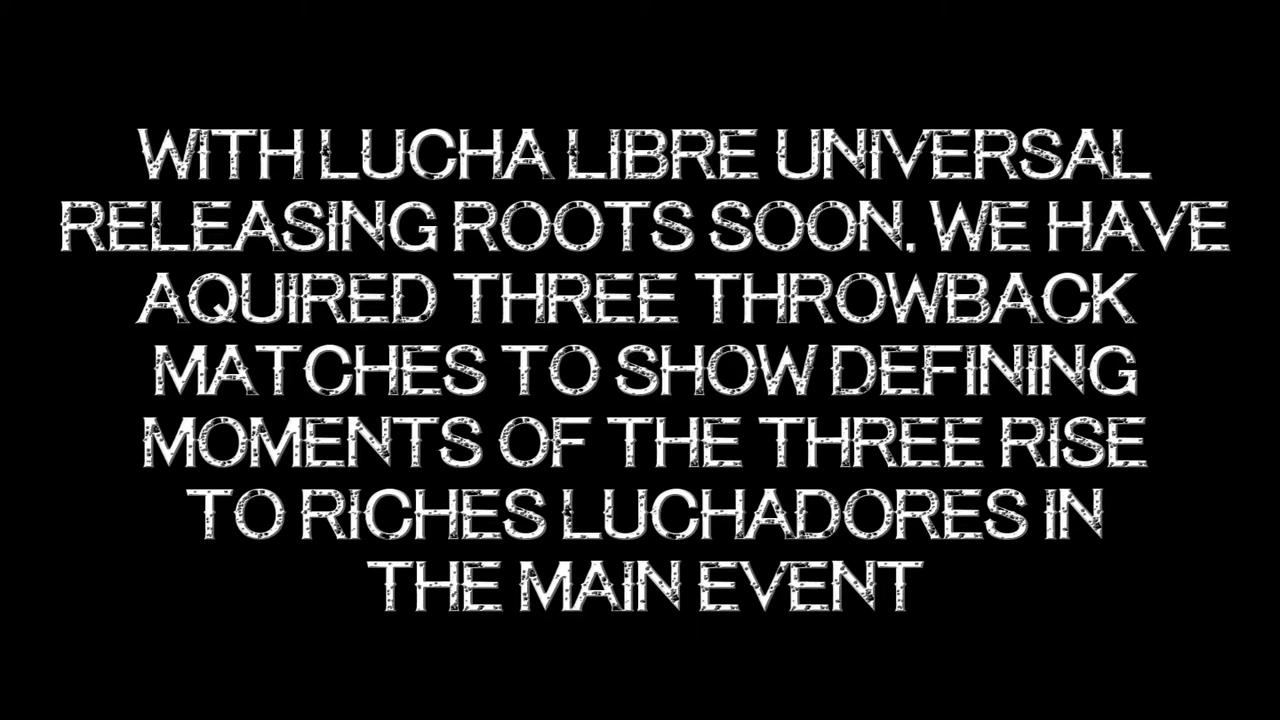 WITH LUCHA LIBRE UNIVERSAL
RELEASING ROOTS SOON, WE HAVE
AQUIRED THREE THROWBACK
MATCHES TO SHOW DEFINING
MOMENTS OF THE THREE RISE
TO RICHES LUCHADORES IN
THE MAIN EVENT